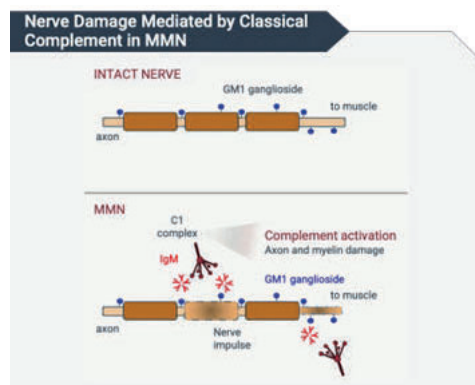 Nerve Damage Mediated by Classical
Complement in MMN
INTACT NERVE
GM1 ganglioside
to muscle
axon
MMN
C1
complex
Complement activation
Axon and myelin damage
IgM
GM1 ganglioside
to muscle
axon
Nerve
impulse